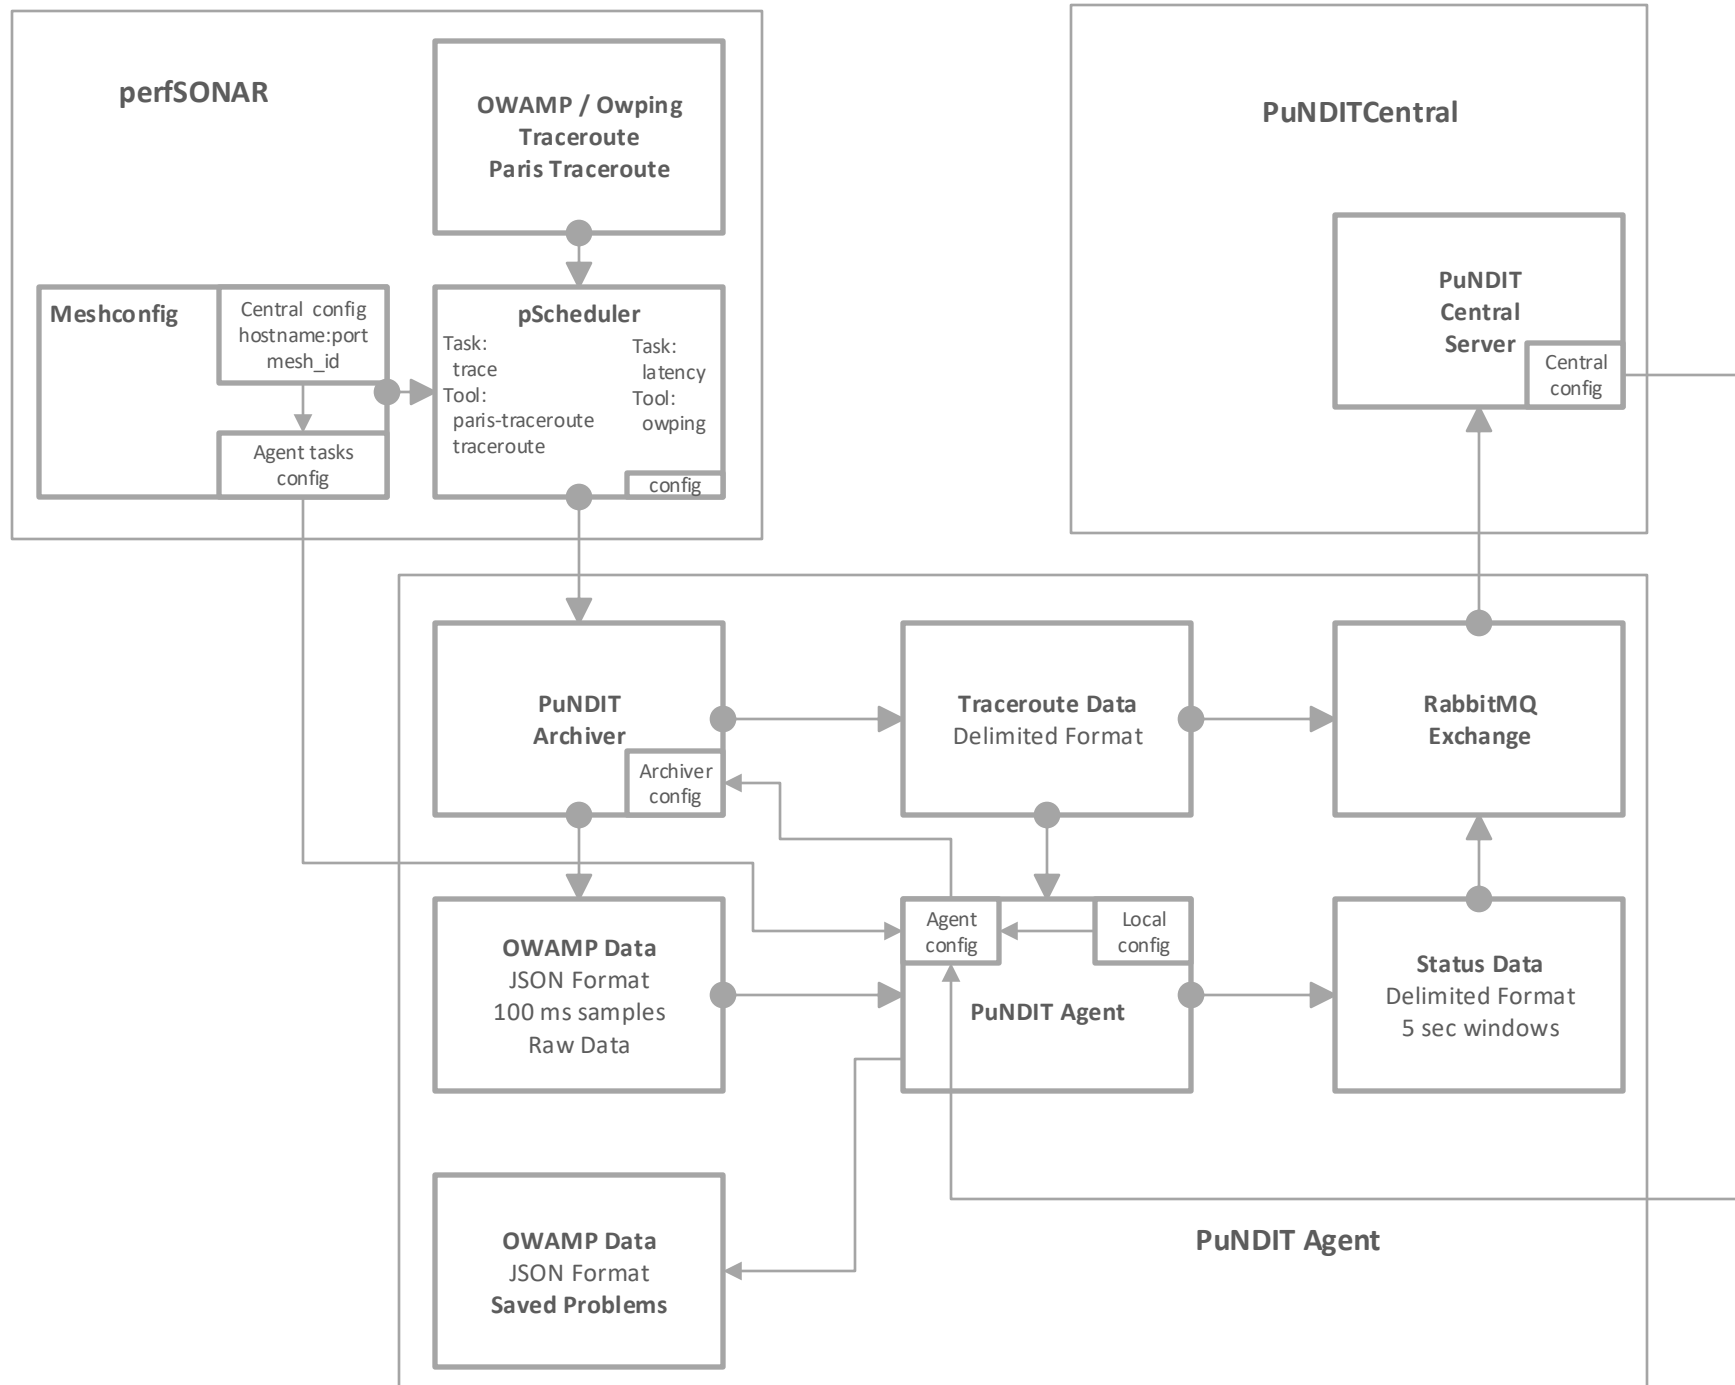 perfSONAR
OWAMP / Owping
Traceroute
Paris Traceroute
PuNDITCentral
Meshconfig
Central config
hostname:port
mesh_id
Agent tasks
config
pScheduler
Task:
trace
Tool:
paris-traceroute
traceroute
Task:
latency
Tool:
owping
config
PuNDIT
Central
Server
Central
config
PuNDIT
Archiver
Archiver
config
Traceroute Data
Delimited Format
RabbitMQ
Exchange
OWAMP Data
JSON Format
100 ms samples
Raw Data
Agent
config
Local
config
PuNDIT Agent
Status Data
Delimited Format
5 sec windows
OWAMP Data
JSON Format
Saved Problems
PuNDIT Agent